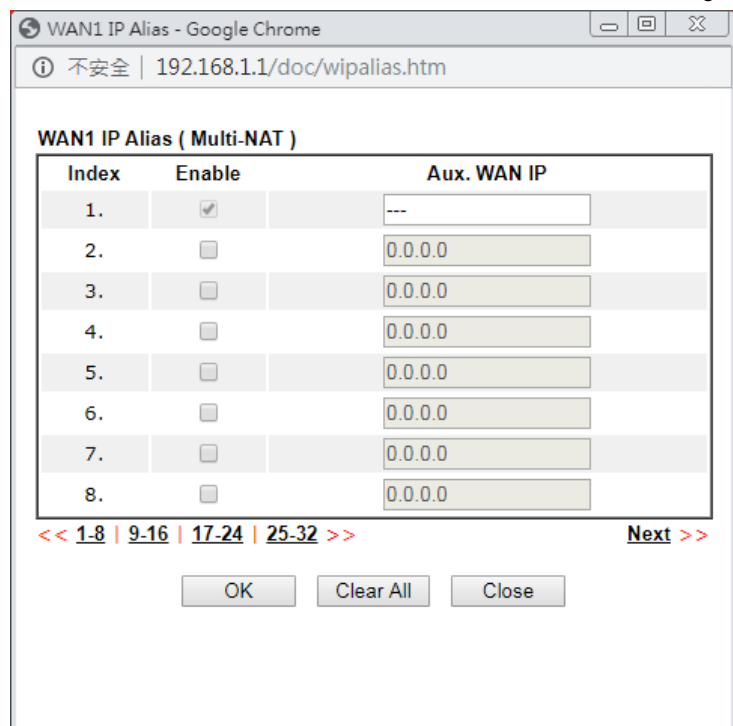 WAN1 IP Alias - Google Chrome
不安全 | 192.168.1.1/doc/wipalias.htm
WAN1 IP Alias ( Multi-NAT )
Index Enable Aux. WAN IP
1. ---
2. 0.0.0.0
3. 0.0.0.0
4. 0.0.0.0
5. 0.0.0.0
6. 0.0.0.0
7. 0.0.0.0
8. 0.0.0.0
<< 1-8 | 9-16 | 17-24 | 25-32 >> Next >>
OK Clear All Close